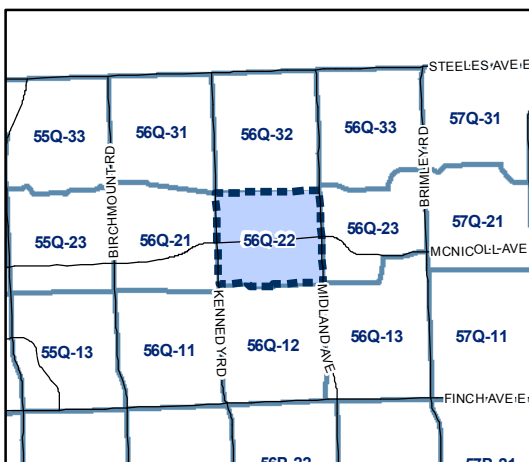 STEELES AVE E
55Q-33
56Q-31
56Q-32
56Q-33
57Q-31
BIRCHMOUNT RD
BRIMLEY RD
55Q-23
56Q-21
56Q-22
56Q-23
57Q-21
MCNICOLL AVE
KENNEDY RD
MIDLAND AVE
55Q-13
56Q-11
56Q-12
56Q-13
57Q-11
FINCH AVE E